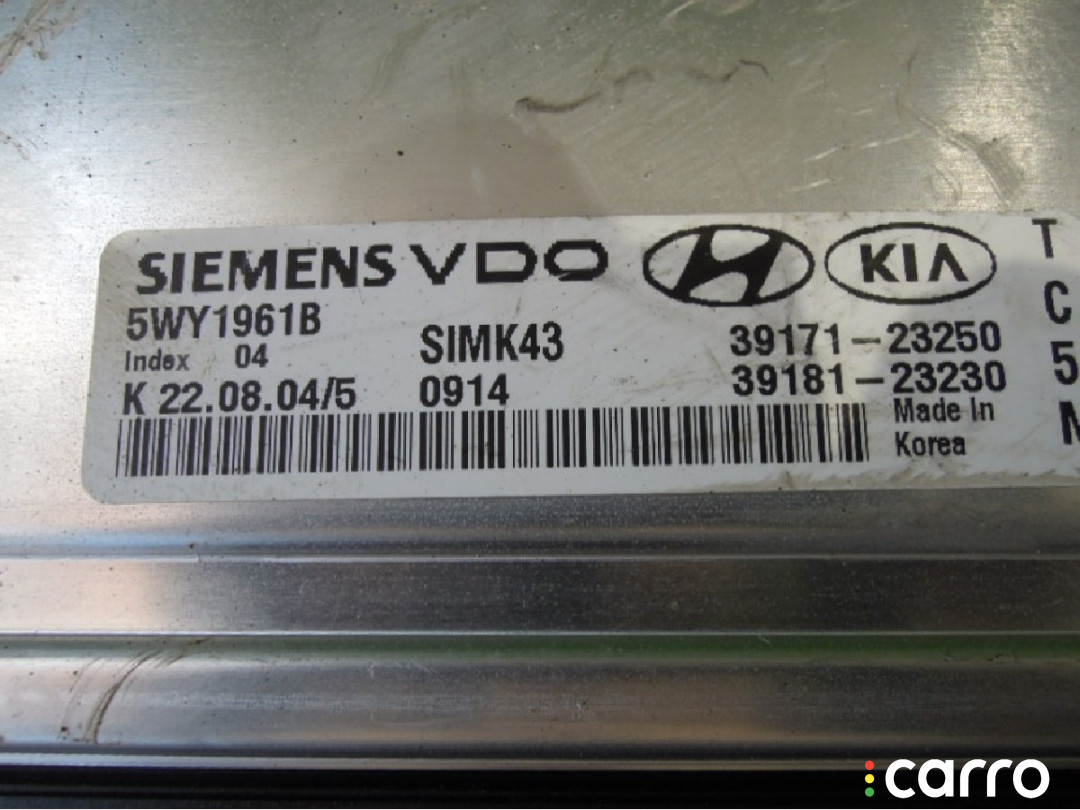 SIEMENS VDO KIA
5WY1961B
Index 04
SIMK43
39171-23250
K 22.08.04/5
0914
39181-23230
Made In
Korea
T
C
5
carro